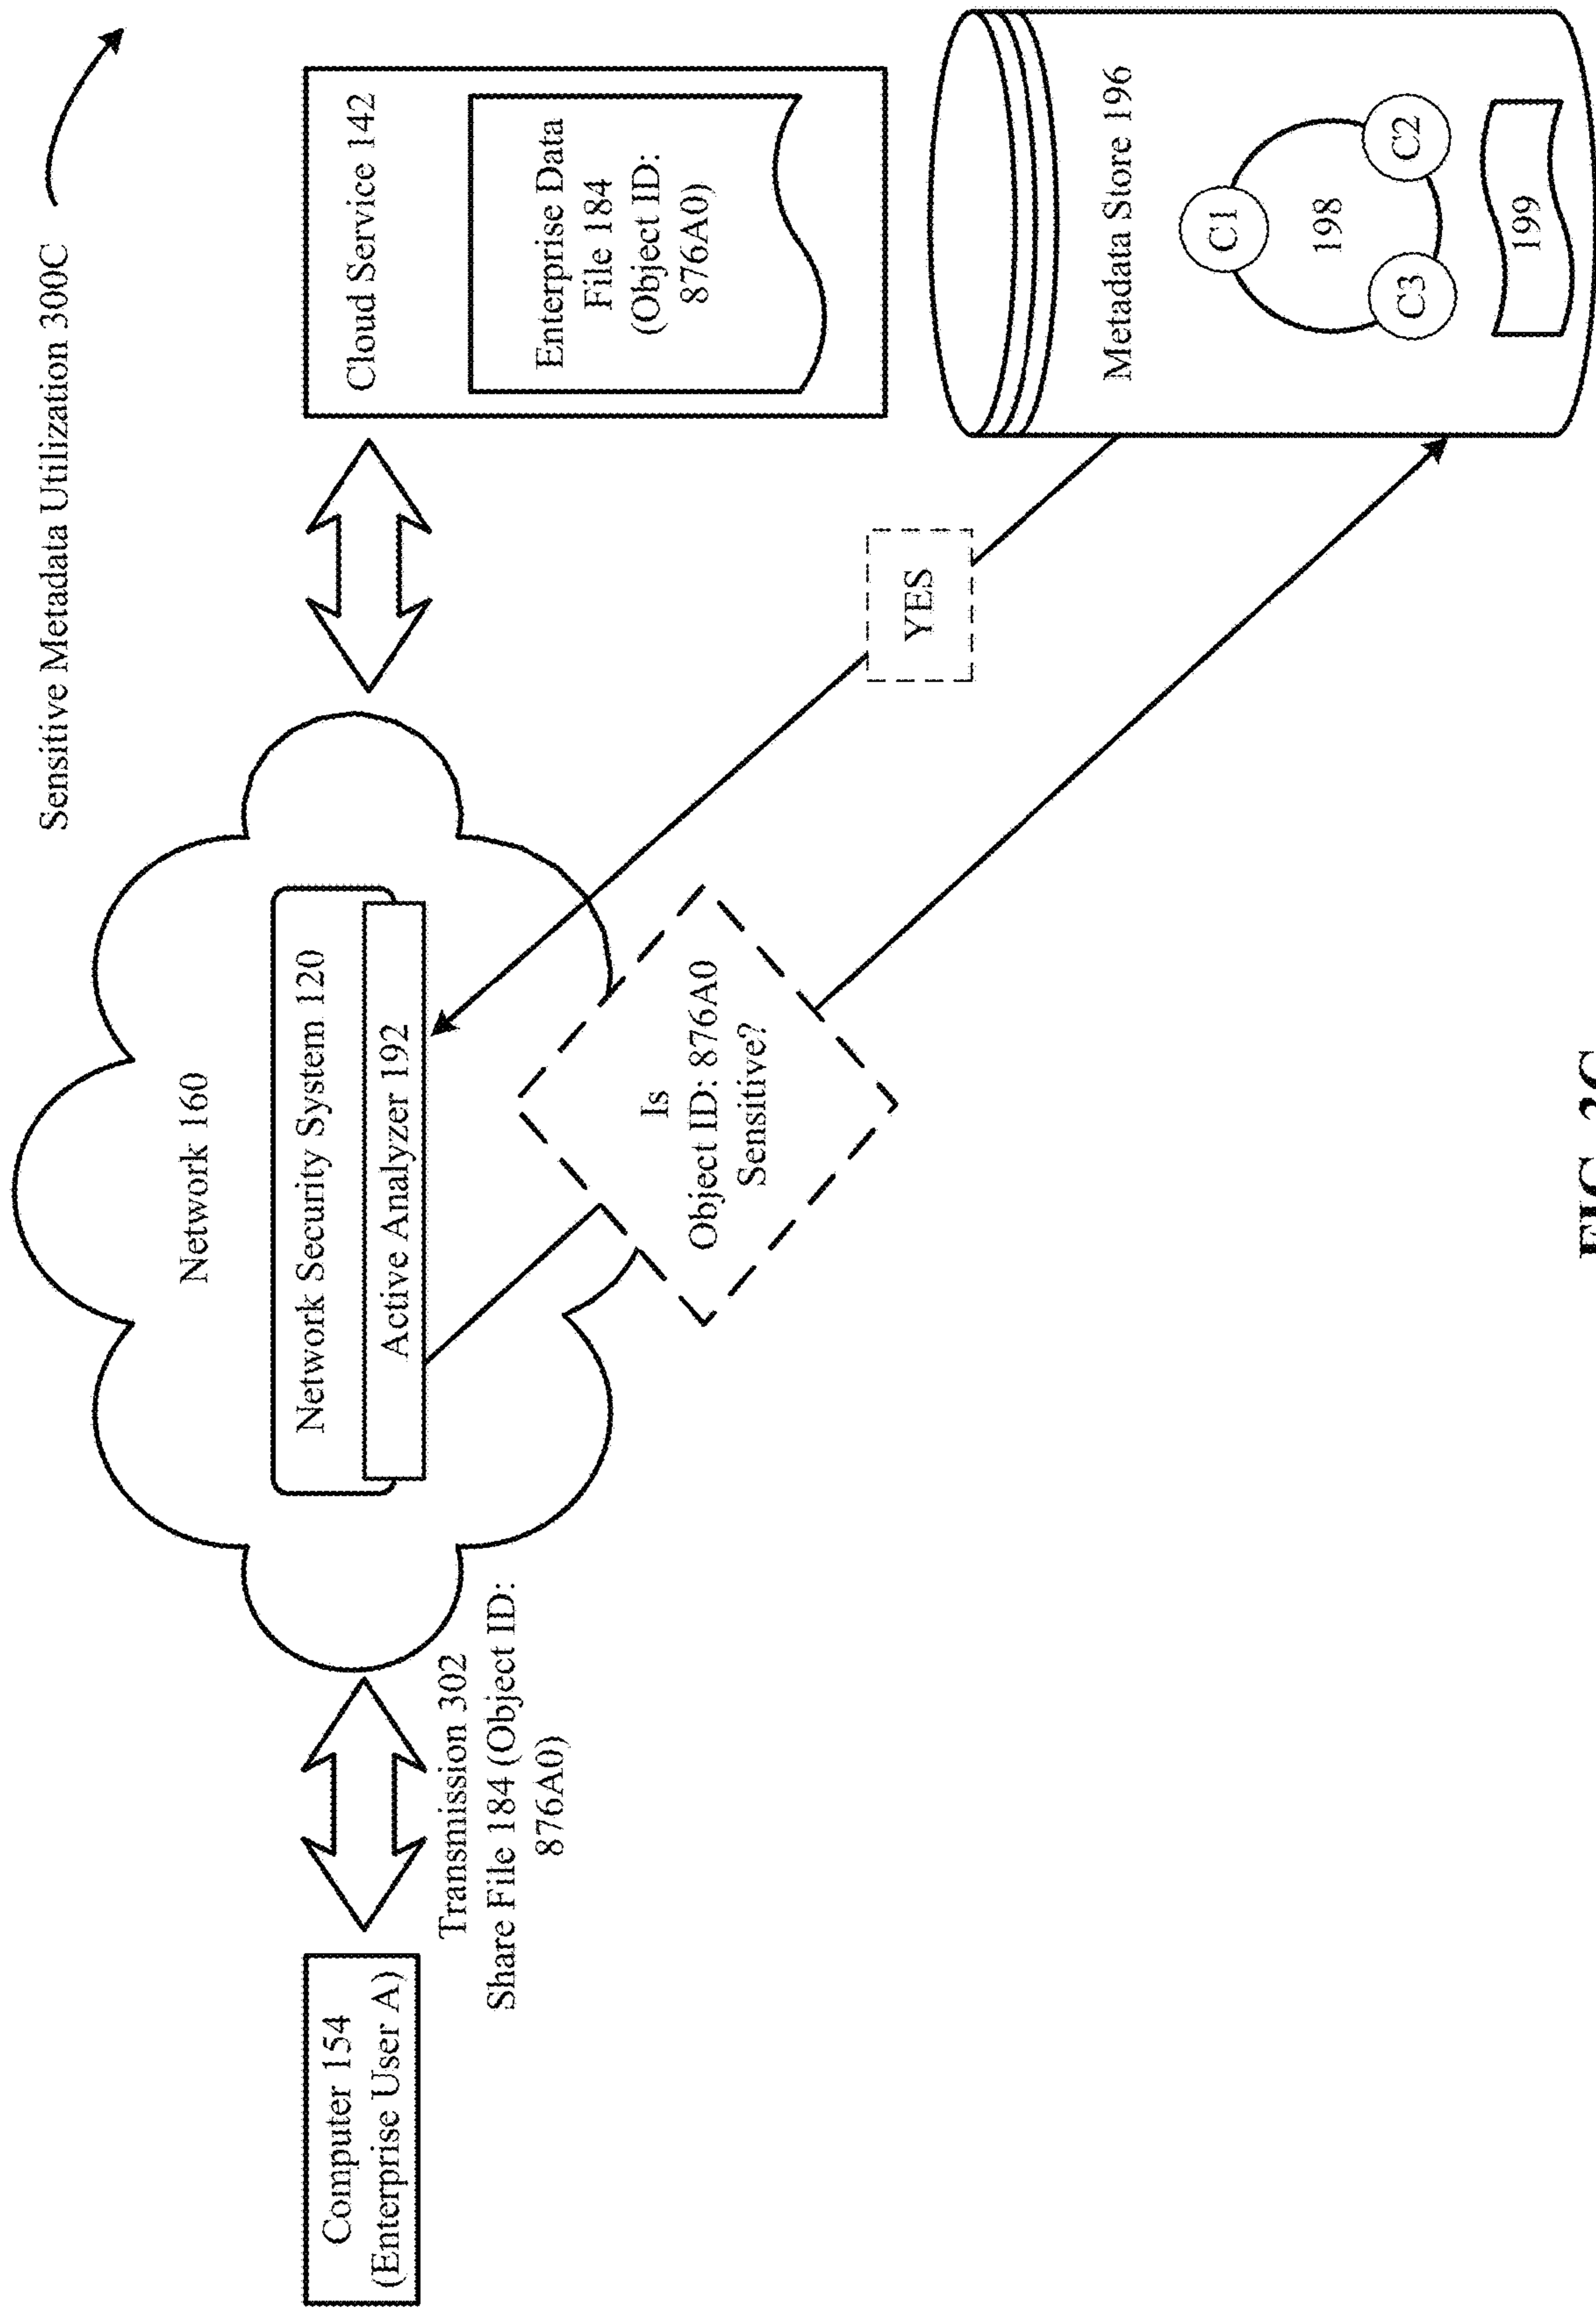 Sensitive Metadata Utilization 300C
Computer 154
(Enterprise User A)
Transmission 302
Share File 184 (Object ID:
876A0)
Network 160
Network Security System 120
Active Analyzer 192
Is
Object ID: 876A0
Sensitive?
YES
Cloud Service 142
Enterprise Data
File 184
(Object ID:
876A0)
Metadata Store 196
C1
198
C3
C2
199